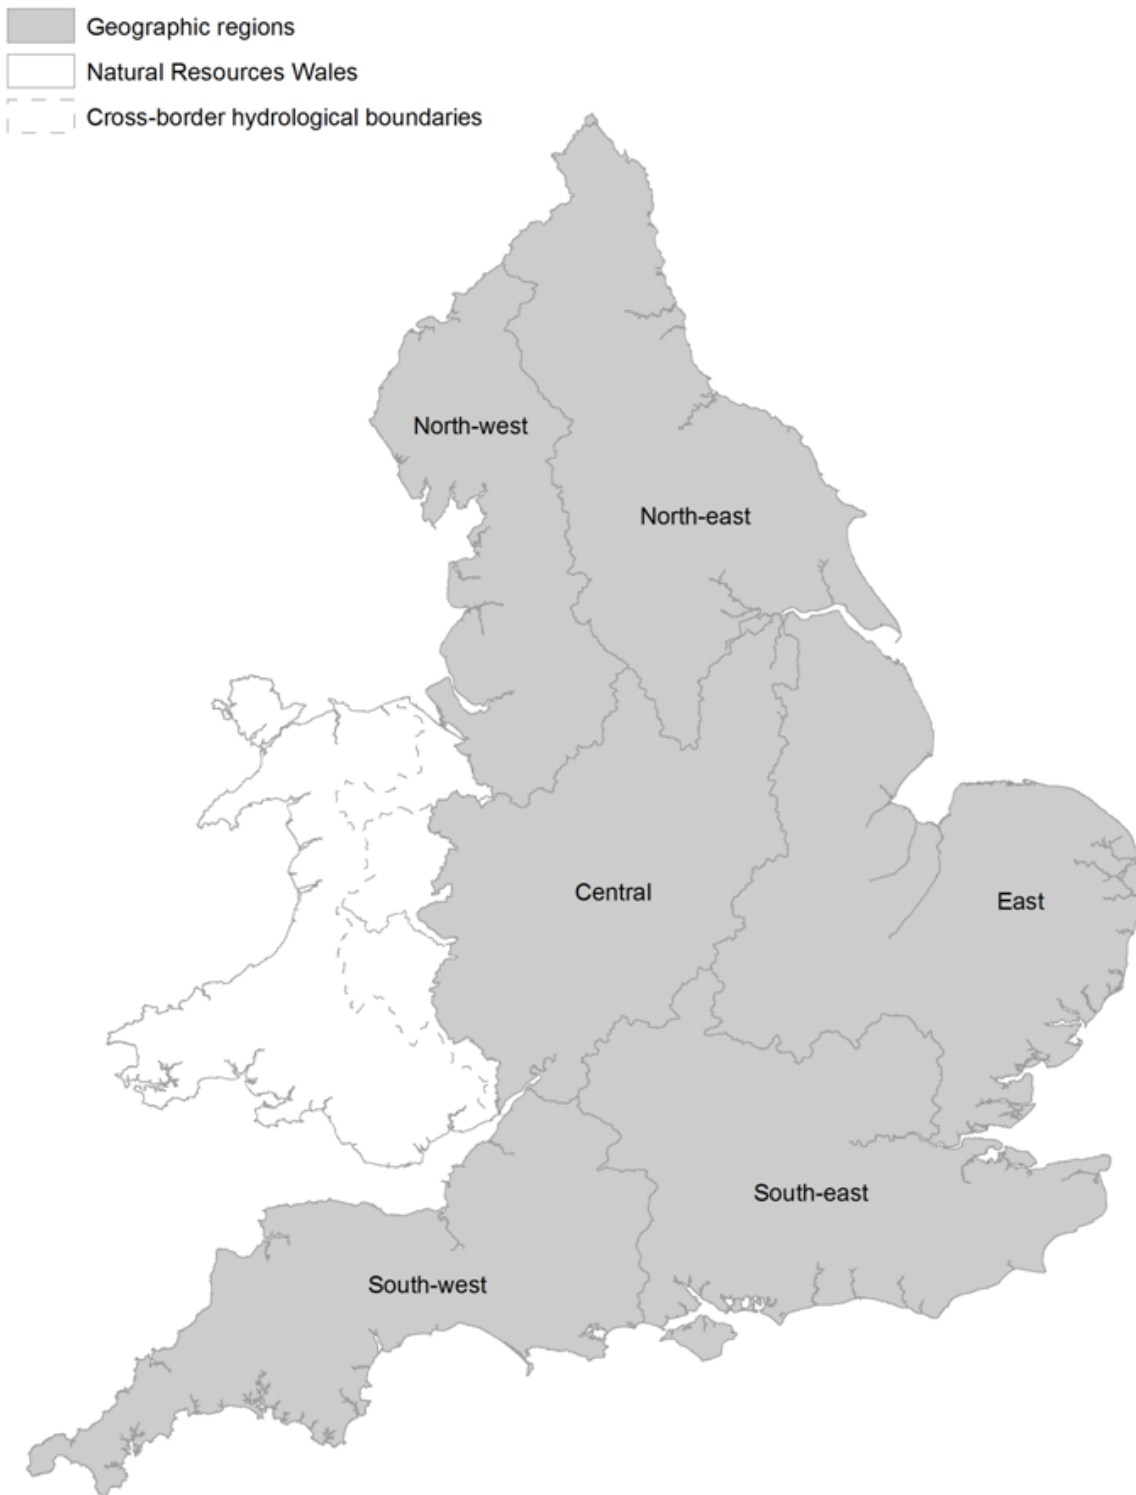 Geographic regions
Natural Resources Wales
Cross-border hydrological boundaries
North-west
North-east
Central
East
South-east
South-west